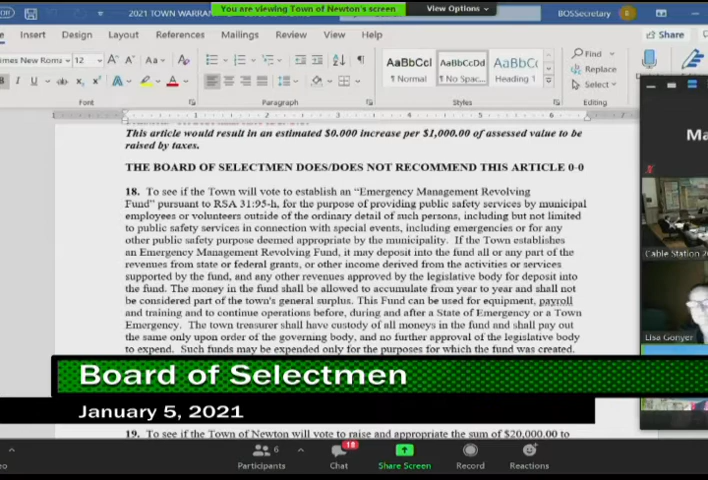 You are viewing Town of Newton's screen
View Options
2021 TOWN WARRAN
BOSSecretary
Insert Draw Design Layout References Mailings Review View Help
Share
imes New Roma
12
Aa
AaBbCcI AaBbCcDd AaBbC
¶ Normal ¶ No Spac... Heading 1
Find
Replace
Select
Font Paragraph Styles Editing
This article would result in an estimated $0.000 increase per $1,000.00 of assessed value to be
raised by taxes.
THE BOARD OF SELECTMEN DOES/DOES NOT RECOMMEND THIS ARTICLE 0-0
18. To see if the Town will vote to establish an “Emergency Management Revolving
Fund” pursuant to RSA 31:95-h, for the purpose of providing public safety services by municipal
employees or volunteers outside of the ordinary detail of such persons, including but not limited
to public safety services in connection with special events, including emergencies or for any
other public safety purpose deemed appropriate by the municipality. If the Town establishes
an Emergency Management Revolving Fund, it may deposit into the fund all or any part of the
revenues from state or federal grants, or other income derived from the activities or services
supported by the fund, and any other revenues approved by the legislative body for deposit into
the fund. The money in the fund shall be allowed to accumulate from year to year and shall not
be considered part of the town's general surplus. This Fund can be used for equipment, payroll
and training and to continue operations before, during and after a State of Emergency or a Town
Emergency. The town treasurer shall have custody of all moneys in the fund and shall pay out
the same only upon order of the governing body, and no further approval of the legislative body
to expend. Such funds may be expended only for the purposes for which the fund was created.
Ma
Cable Station 2
Lisa Gonyer
Board of Selectmen
January 5, 2021
19. To see if the Town of Newton will vote to raise and appropriate the sum of $20,000.00 to
Participants 6
Chat 18
Share Screen
Record
Reactions